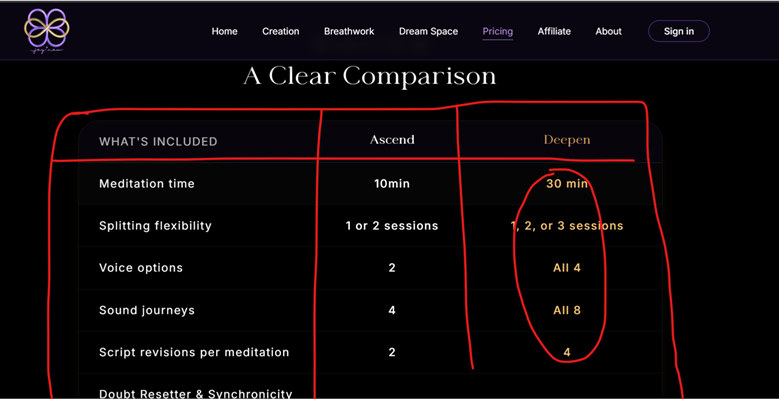 Home Creation Breathwork Dream Space Pricing Affiliate About Sign in
A Clear Comparison
WHAT'S INCLUDED Ascend Deepen
Meditation time 10min 30 min
Splitting flexibility 1 or 2 sessions 1, 2, or 3 sessions
Voice options 2 All 4
Sound journeys 4 All 8
Script revisions per meditation 2 4
Doubt Resetter & Synchronicity